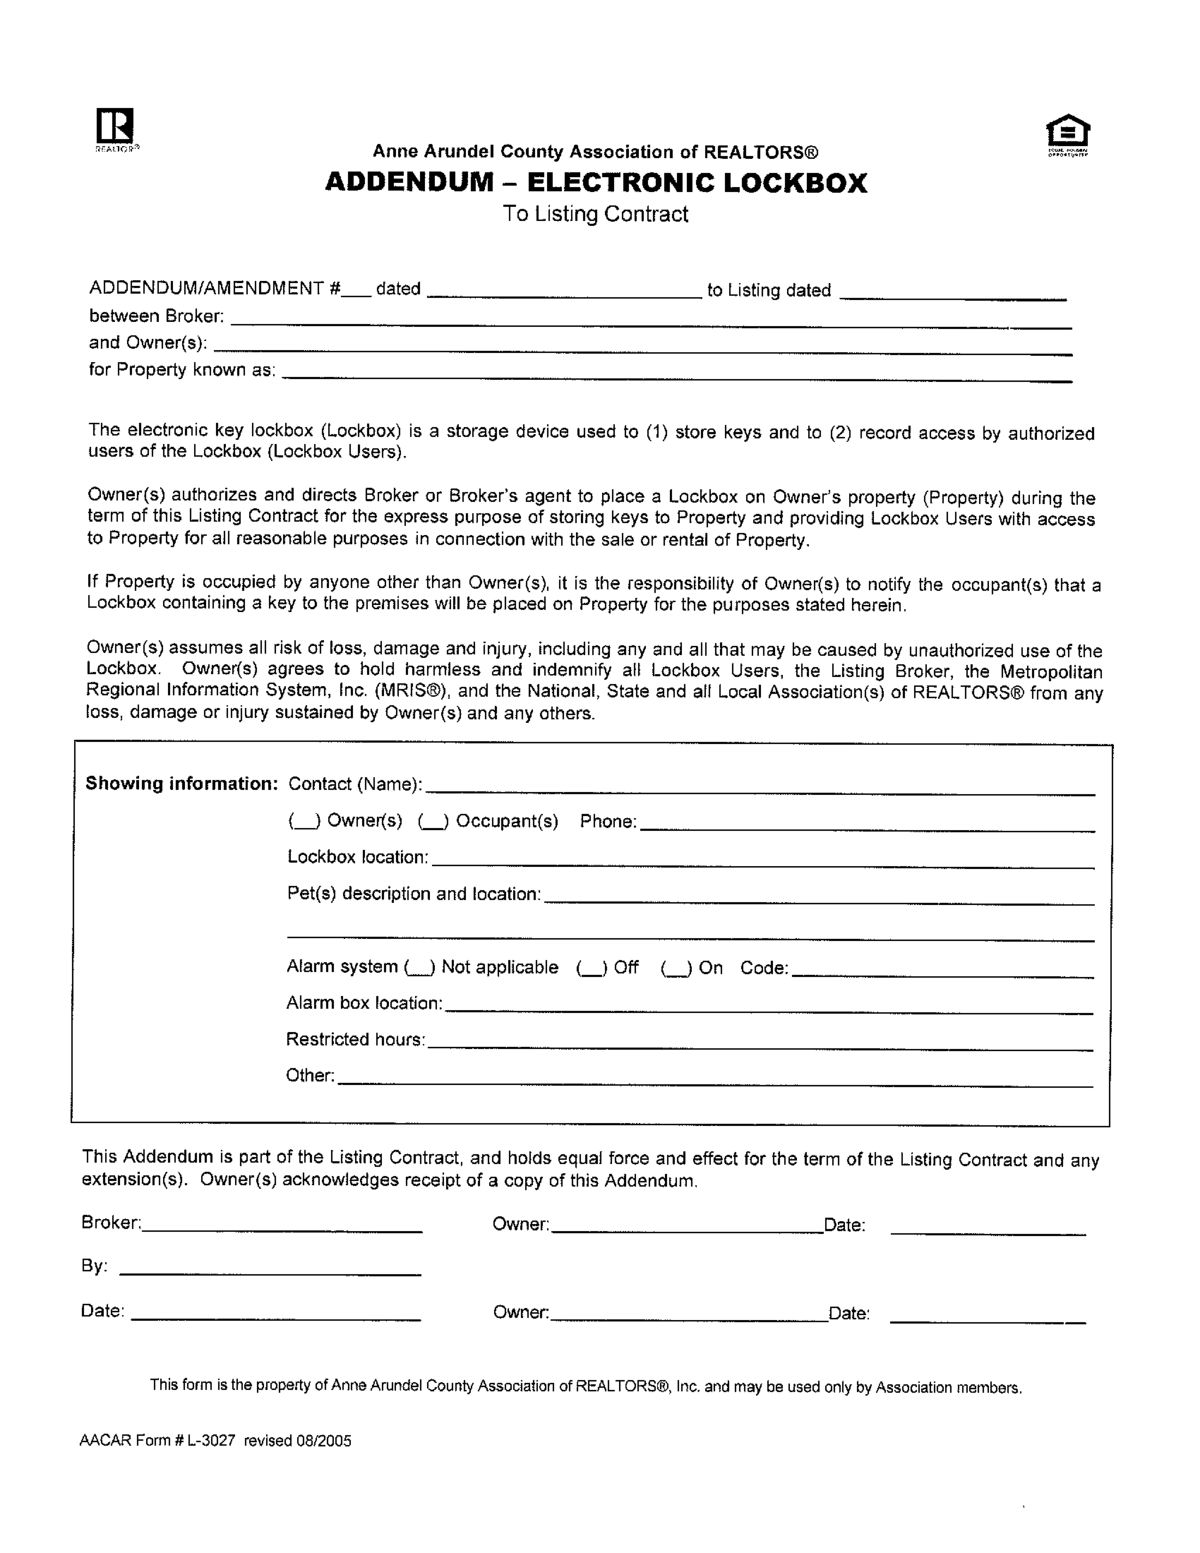 REALTOR®
EQUAL HOUSING
OPPORTUNITY
Anne Arundel County Association of REALTORS®
ADDENDUM – ELECTRONIC LOCKBOX
To Listing Contract
ADDENDUM/AMENDMENT #___ dated ____________________ to Listing dated ____________________
between Broker: ____________________
and Owner(s): ____________________
for Property known as: ____________________
The electronic key lockbox (Lockbox) is a storage device used to (1) store keys and to (2) record access by authorized
users of the Lockbox (Lockbox Users).
Owner(s) authorizes and directs Broker or Broker's agent to place a Lockbox on Owner's property (Property) during the
term of this Listing Contract for the express purpose of storing keys to Property and providing Lockbox Users with access
to Property for all reasonable purposes in connection with the sale or rental of Property.
If Property is occupied by anyone other than Owner(s), it is the responsibility of Owner(s) to notify the occupant(s) that a
Lockbox containing a key to the premises will be placed on Property for the purposes stated herein.
Owner(s) assumes all risk of loss, damage and injury, including any and all that may be caused by unauthorized use of the
Lockbox. Owner(s) agrees to hold harmless and indemnify all Lockbox Users, the Listing Broker, the Metropolitan
Regional Information System, Inc. (MRIS®), and the National, State and all Local Association(s) of REALTORS® from any
loss, damage or injury sustained by Owner(s) and any others.
Showing information: Contact (Name): ____________________
(__) Owner(s) (__) Occupant(s) Phone: ____________________
Lockbox location: ____________________
Pet(s) description and location: ____________________
Alarm system (__) Not applicable (__) Off (__) On Code: ____________________
Alarm box location: ____________________
Restricted hours: ____________________
Other: ____________________
This Addendum is part of the Listing Contract, and holds equal force and effect for the term of the Listing Contract and any
extension(s). Owner(s) acknowledges receipt of a copy of this Addendum.
Broker: ____________________ Owner: ____________________ Date: ____________________
By: ____________________
Date: ____________________ Owner: ____________________ Date: ____________________
This form is the property of Anne Arundel County Association of REALTORS®, Inc. and may be used only by Association members.
AACAR Form # L-3027 revised 08/2005